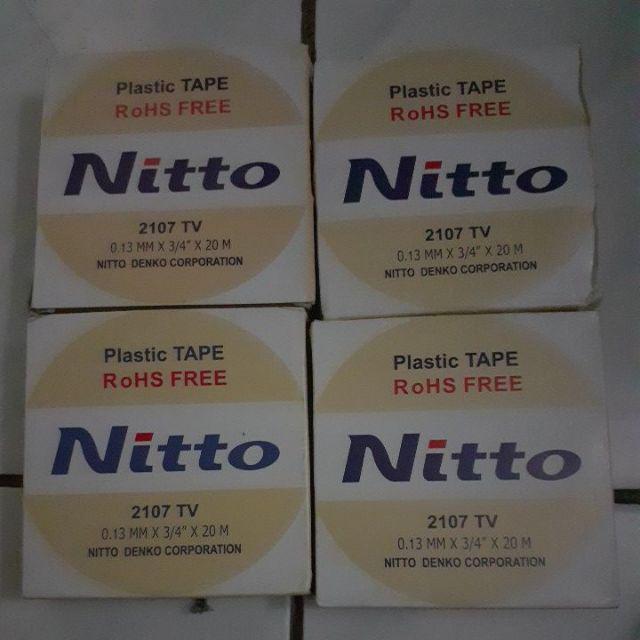 Plastic TAPE
RoHS FREE
Nitto
2107 TV
0.13 MM X 3/4" X 20 M
NITTO DENKO CORPORATION
Plastic TAPE
RoHS FREE
Nitto
2107 TV
0.13 MM X 3/4" X 20 M
NITTO DENKO CORPORATION
Plastic TAPE
RoHS FREE
Nitto
2107 TV
0.13 MM X 3/4" X 20 M
NITTO DENKO CORPORATION
Plastic TAPE
RoHS FREE
Nitto
2107 TV
0.13 MM X 3/4" X 20 M
NITTO DENKO CORPORATION